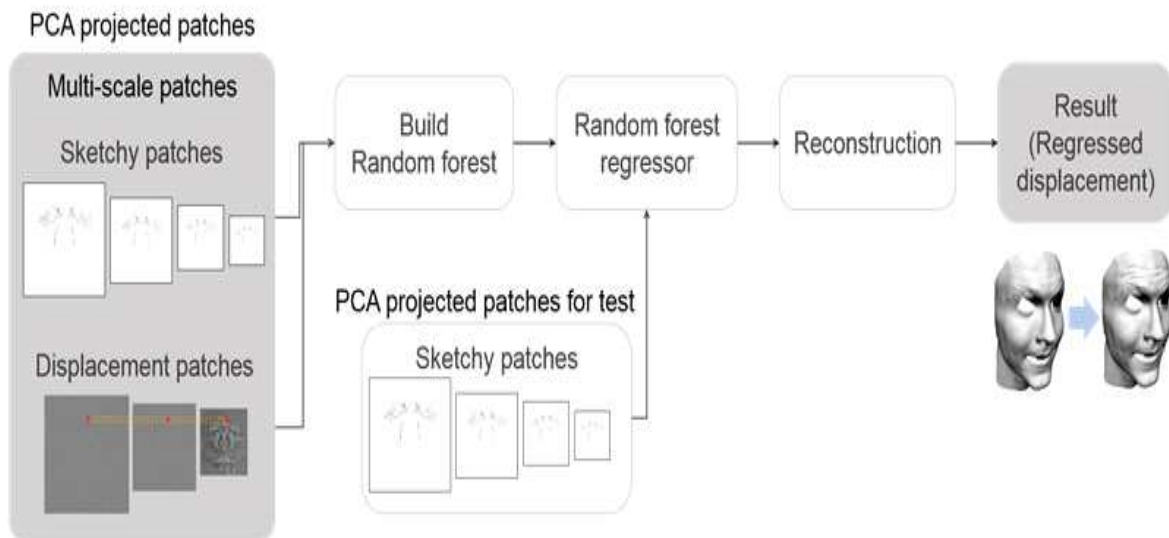 PCA projected patches
Multi-scale patches
Sketchy patches
Displacement patches
Build
Random forest
Random forest
regressor
Reconstruction
Result
(Regressed
displacement)
PCA projected patches for test
Sketchy patches